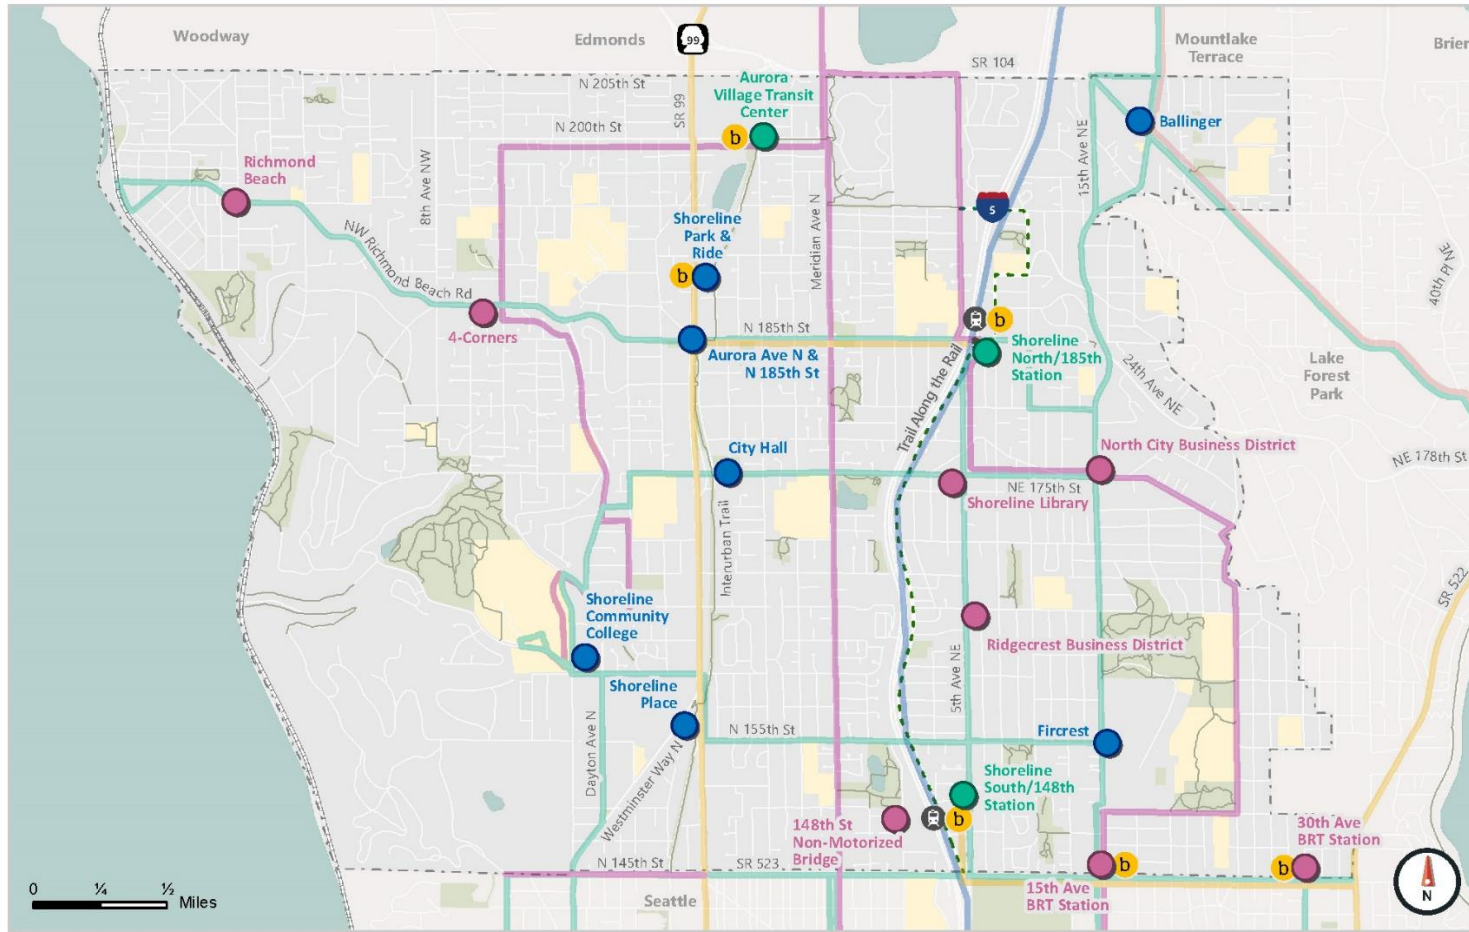 Woodway
Edmonds
99
Mountlake
Terrace
Brier
SR 104
N 205th St
Aurora
Village Transit
Center
SR 99
N 200th St
b
15th Ave NE
Ballinger
Richmond
Beach
8th Ave NW
Meridian Ave N
5
Shoreline
Park &
Ride
b
NW Richmond Beach Rd
40th Pl NE
4-Corners
N 185th St
b
Aurora Ave N &
N 185th St
Shoreline
North/185th
Station
Trail Along the Rail
24th Ave NE
Lake
Forest
Park
City Hall
North City Business District
NE 178th St
NE 175th St
Shoreline Library
Interurban Trail
SR 522
Shoreline
Community
College
Ridgecrest Business District
5th Ave NE
Shoreline
Place
N 155th St
Fircrest
Dayton Ave N
Westminster Way N
Shoreline
South/148th
Station
b
148th St
Non-Motorized
Bridge
30th Ave
BRT Station
N 145th St
SR 523
b
b
15th Ave
BRT Station
0 ¼ ½
Miles
Seattle
N